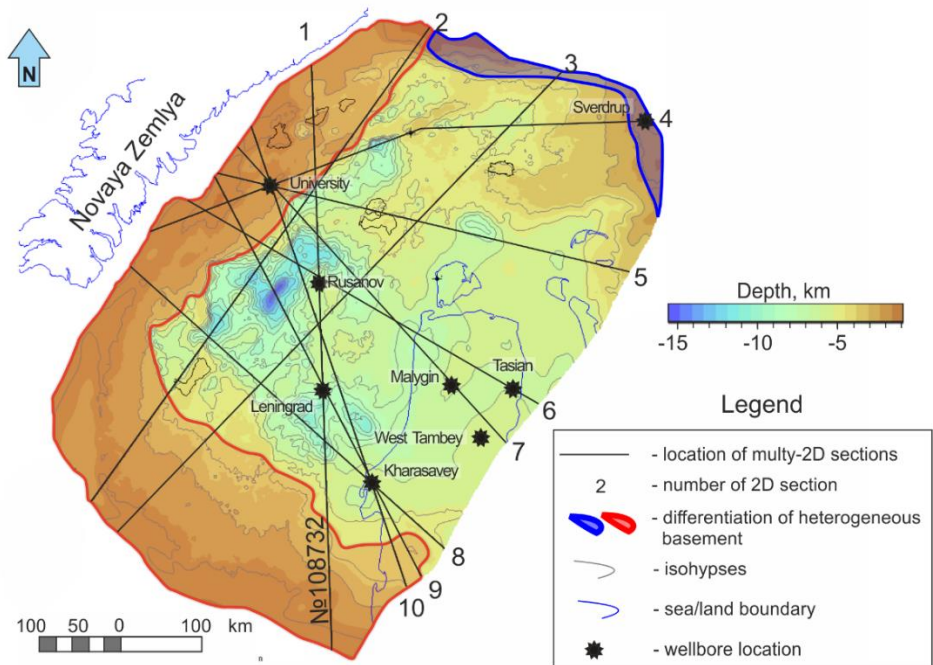 1
2
3
Sverdrup
4
N
Novaya Zemlya
University
5
Rusanov
Depth, km
-15
-10
-5
Malygin
Tasian
Leningrad
6
West Tambey
7
Kharasavey
8
9
10
№108732
Legend
- location of multy-2D sections
2 - number of 2D section
- differentiation of heterogeneous
basement
- isohypses
- sea/land boundary
- wellbore location
100 50 0 100 km
n